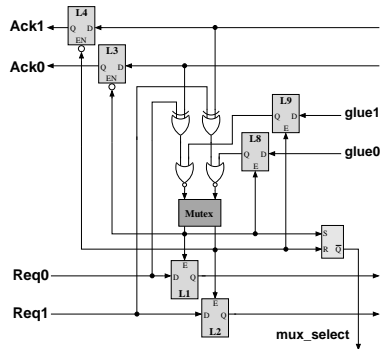 L4
Ack1
Q D
EN
L3
Ack0
Q D
EN
L9
Q D
E
glue1
L8
Q D
E
glue0
Mutex
S
R Q
E
Req0
D Q
L1
E
Req1
D Q
L2
mux_select